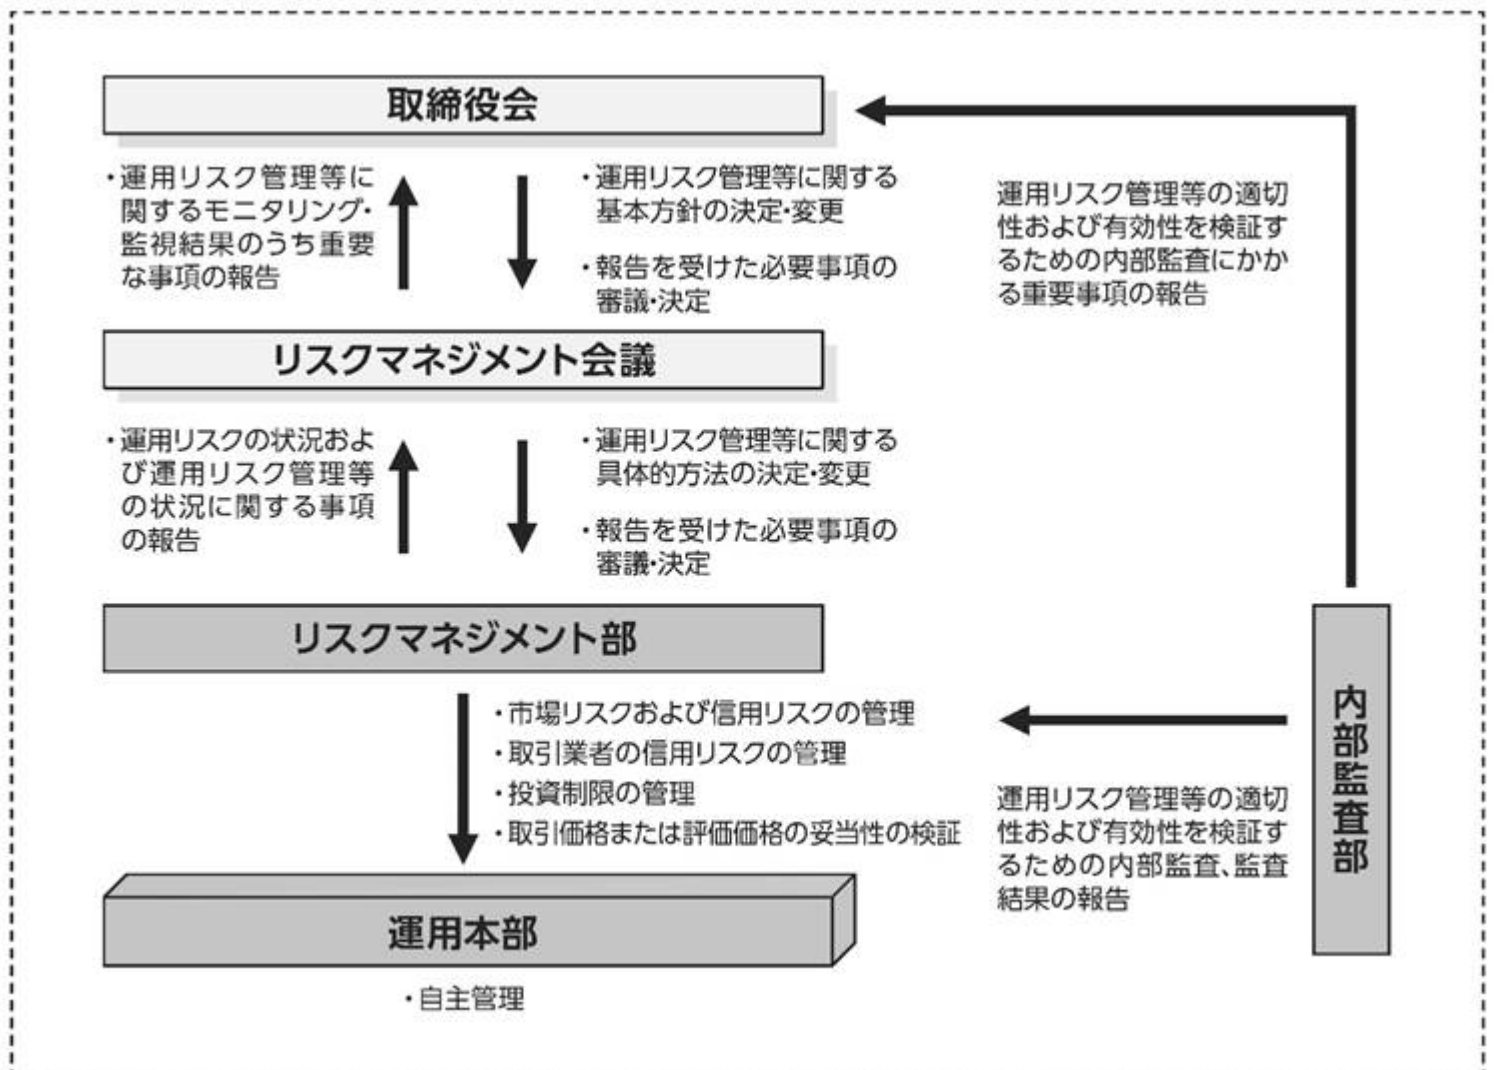 取締役会
・運用リスク管理等に
関するモニタリング・
監視結果のうち重要
な事項の報告
・運用リスク管理等に関する
基本方針の決定・変更
・報告を受けた必要事項の
審議・決定
運用リスク管理等の適切
性および有効性を検証す
るための内部監査にかか
る重要事項の報告
リスクマネジメント会議
・運用リスクの状況およ
び運用リスク管理等
の状況に関する事項
の報告
・運用リスク管理等に関する
具体的方法の決定・変更
・報告を受けた必要事項の
審議・決定
リスクマネジメント部
・市場リスクおよび信用リスクの管理
・取引業者の信用リスクの管理
・投資制限の管理
・取引価格または評価価格の妥当性の検証
運用リスク管理等の適切
性および有効性を検証す
るための内部監査、監査
結果の報告
内部監査部
運用本部
・自主管理